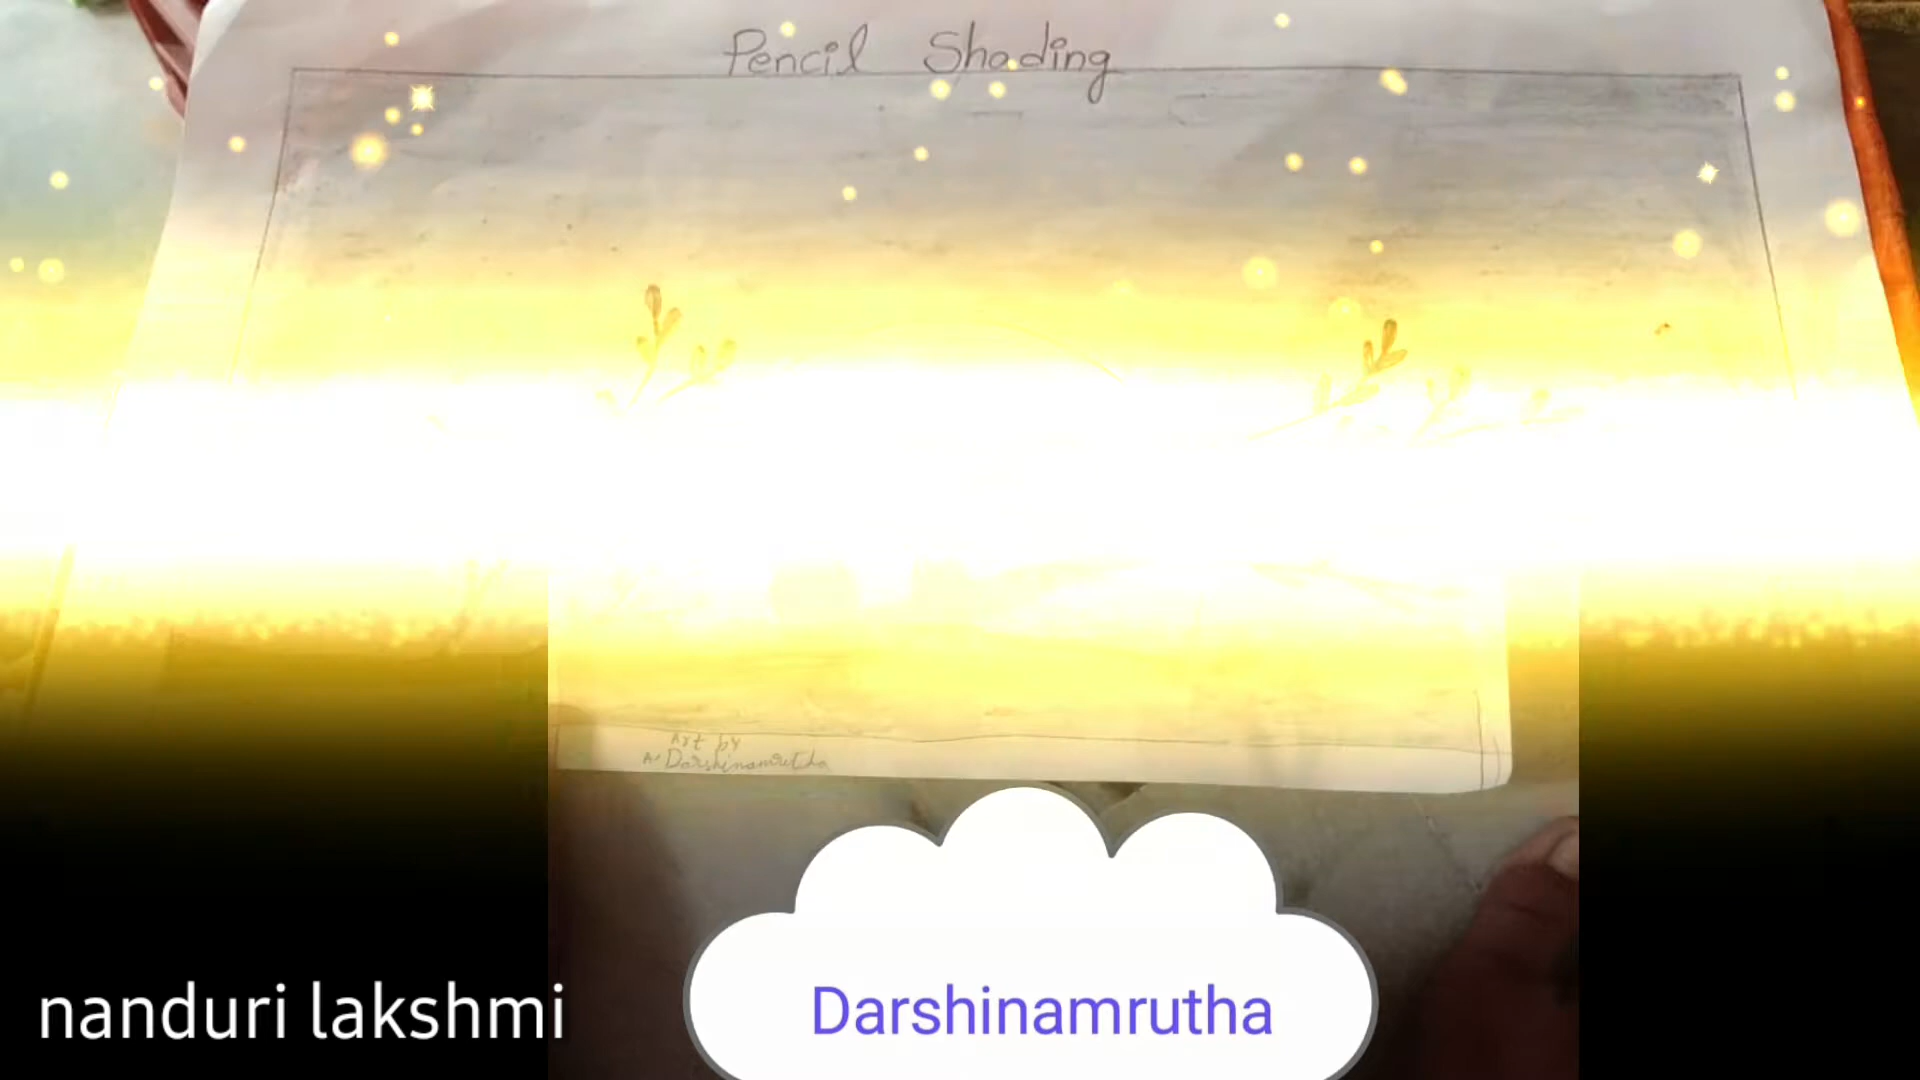 Pencil Shading
Art by
N Darshinamrutha
nanduri lakshmi
Darshinamrutha